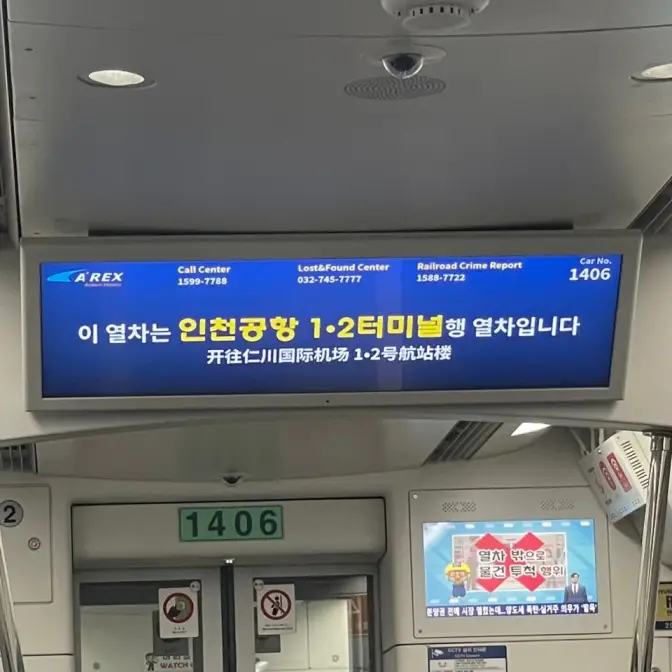 A'REX
Call Center
1599-7788
Lost&Found Center
032-745-7777
Railroad Crime Report
1588-7722
Car No.
1406
이 열차는 인천공항 1•2터미널행 열차입니다
开往仁川国际机场 1•2号航站楼
2
1406
열차 밖으로
물건 투척 행위
WATCH
CCTV